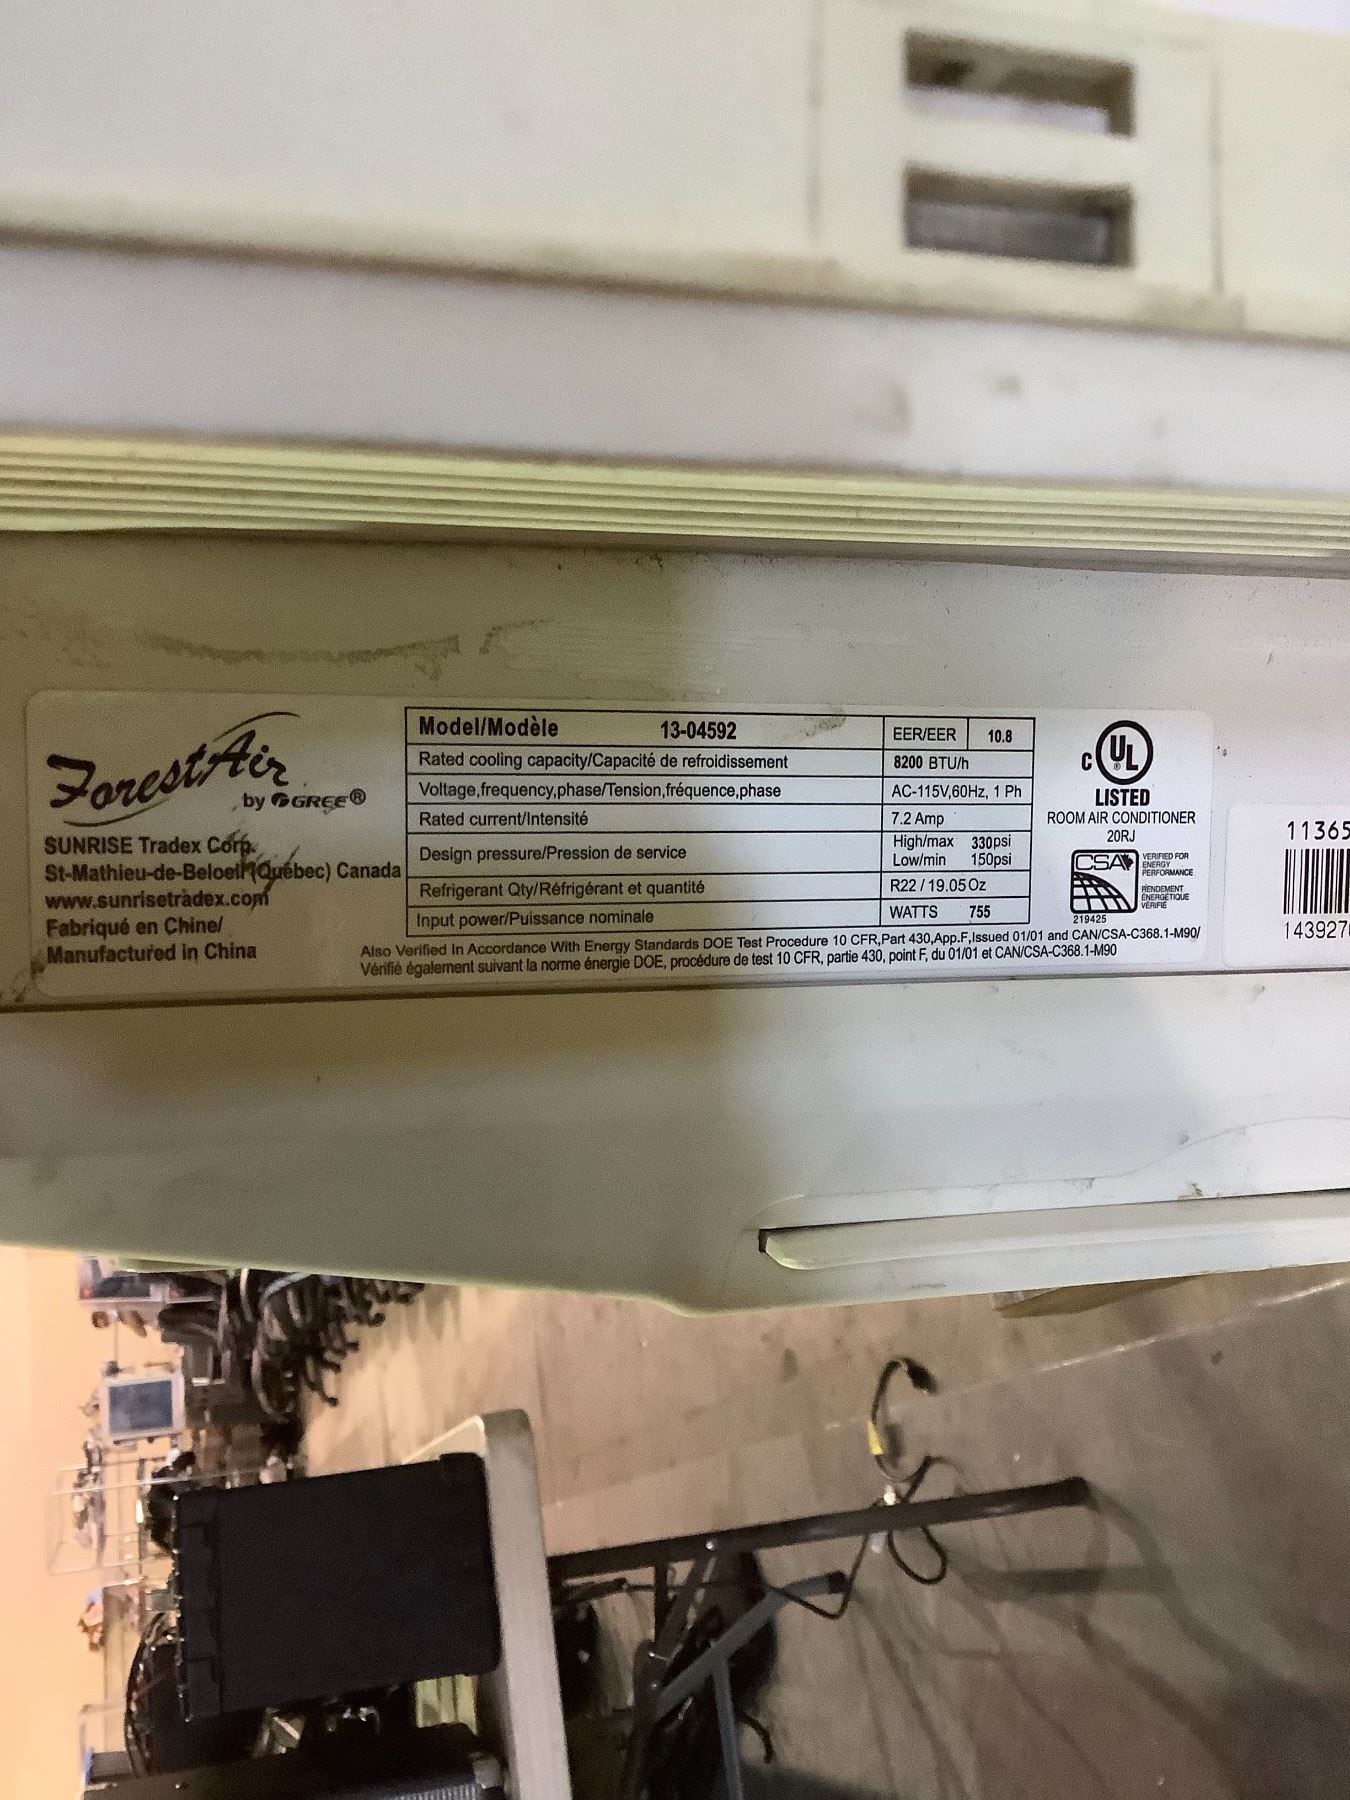 ForestAir
by GREE®
SUNRISE Tradex Corp.
St-Mathieu-de-Beloeil (Québec) Canada
www.sunrisetradex.com
Fabriqué en Chine/
Manufactured in China
Model/Modèle 13-04592 EER/EER 10.8
Rated cooling capacity/Capacité de refroidissement 8200 BTU/h
Voltage,frequency,phase/Tension,fréquence,phase AC-115V,60Hz, 1 Ph
Rated current/Intensité 7.2 Amp
Design pressure/Pression de service High/max 330psi
Low/min 150psi
Refrigerant Qty/Réfrigérant et quantité R22 / 19.05 Oz
Input power/Puissance nominale WATTS 755
Also Verified In Accordance With Energy Standards DOE Test Procedure 10 CFR,Part 430,App.F,Issued 01/01 and CAN/CSA-C368.1-M90/
Vérifié également suivant la norme énergie DOE, procédure de test 10 CFR, partie 430, point F, du 01/01 et CAN/CSA-C368.1-M90
C UL ®
LISTED
ROOM AIR CONDITIONER
20RJ
CSA
VERIFIED FOR
ENERGY
PERFORMANCE
RENDEMENT
ÉNERGÉTIQUE
VÉRIFIÉ
219425
11365
143927